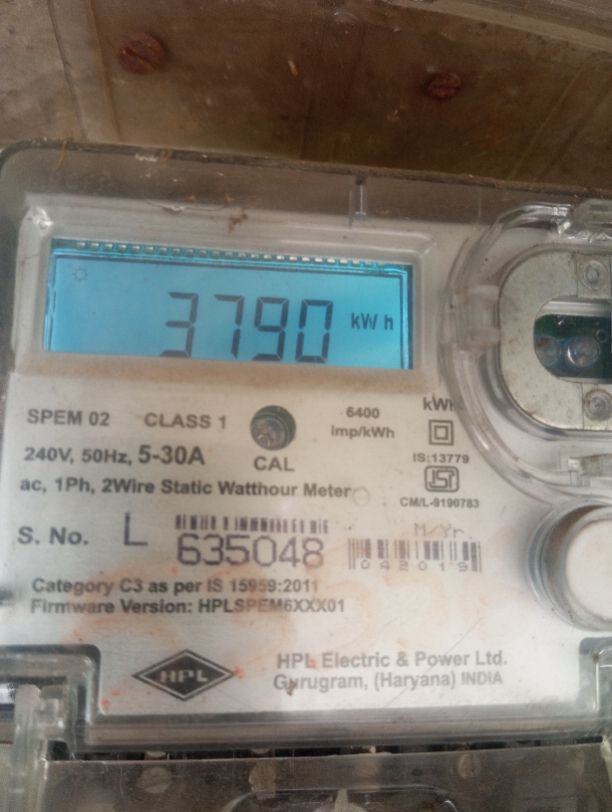 3790 kWh
SPEM 02 CLASS 1
6400
imp/kWh
kWh
240V, 50Hz, 5-30A
CAL
IS:13779
ac, 1Ph, 2Wire Static Watthour Meter
CM/L-9190783
S. No. L 635048
M/Yr.
042019
Category C3 as per IS 15959:2011
Firmware Version: HPLSPEM6XXX01
HPL
HPL Electric & Power Ltd.
Gurugram, (Haryana) INDIA